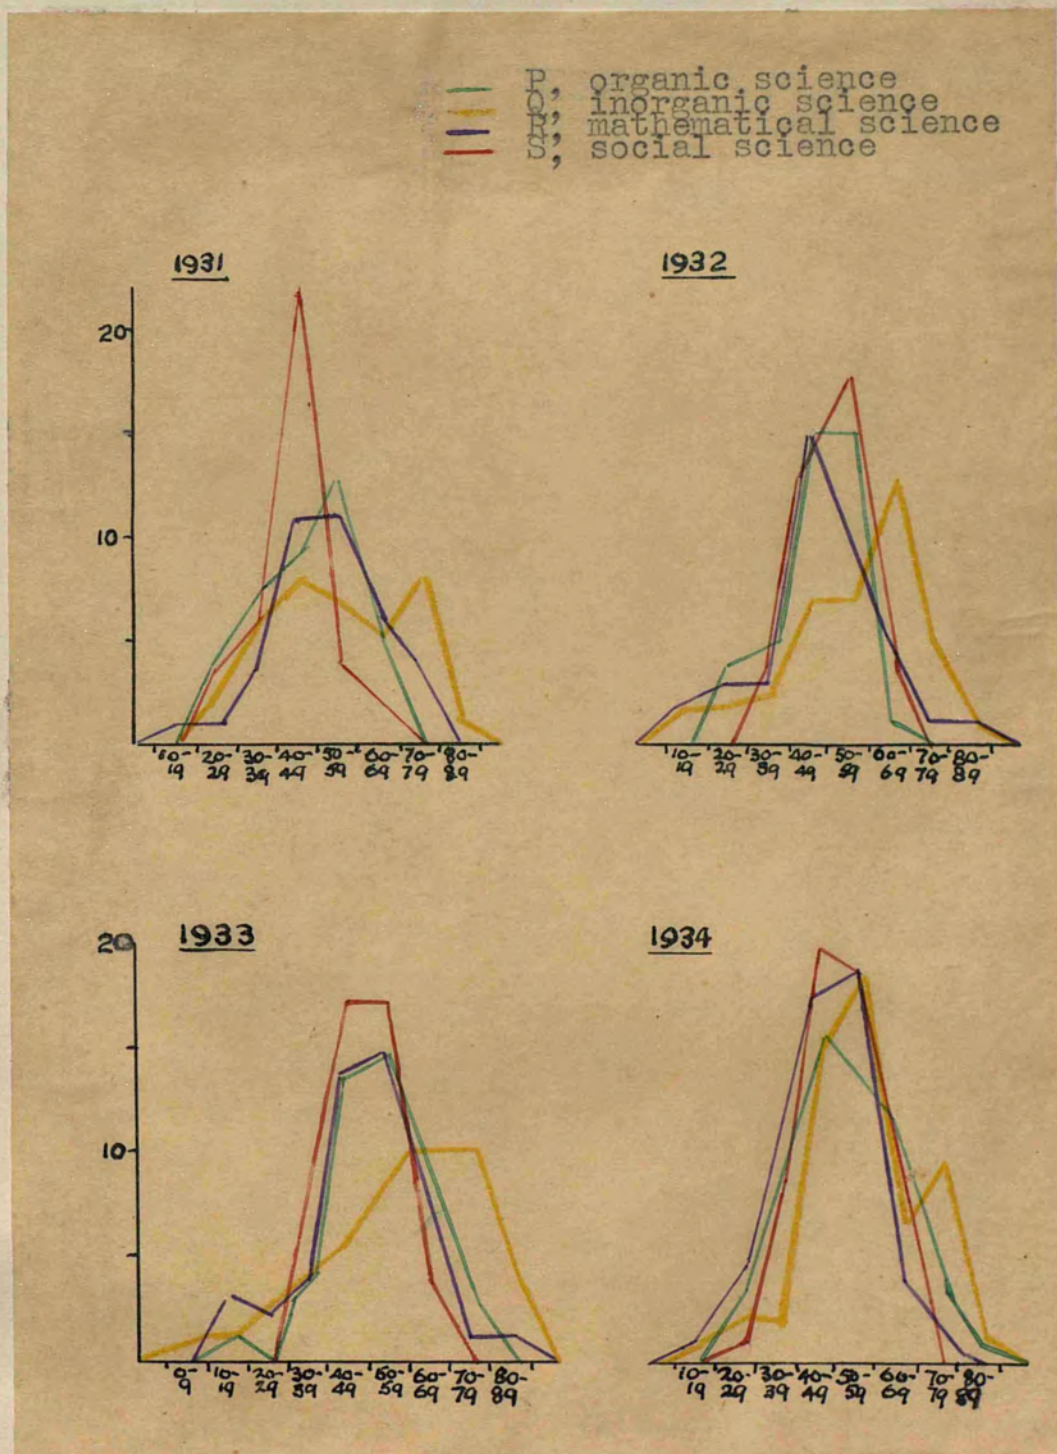 P, organic science
Q, inorganic science
R, mathematical science
S, social science
1931
20
10
10- 20- 30- 40- 50- 60- 70- 80-
19 29 39 49 59 69 79 89
1932
10- 20- 30- 40- 50- 60- 70- 80-
19 29 39 49 59 69 79 89
1933
20
10
0- 10- 20- 30- 40- 50- 60- 70- 80-
9 19 29 39 49 59 69 79 89
1934
10- 20- 30- 40- 50- 60- 70- 80-
19 29 39 49 59 69 79 89